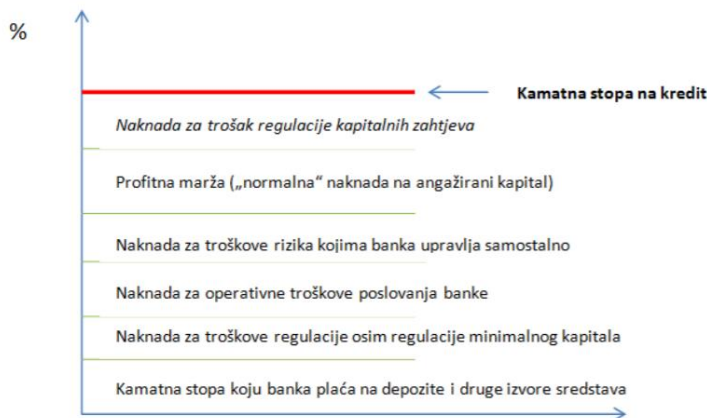 %
Kamatna stopa na kredit
Naknada za trošak regulacije kapitalnih zahtjeva
Profitna marža („normalna“ naknada na angažirani kapital)
Naknada za troškove rizika kojima banka upravlja samostalno
Naknada za operativne troškove poslovanja banke
Naknada za troškove regulacije osim regulacije minimalnog kapitala
Kamatna stopa koju banka plaća na depozite i druge izvore sredstava